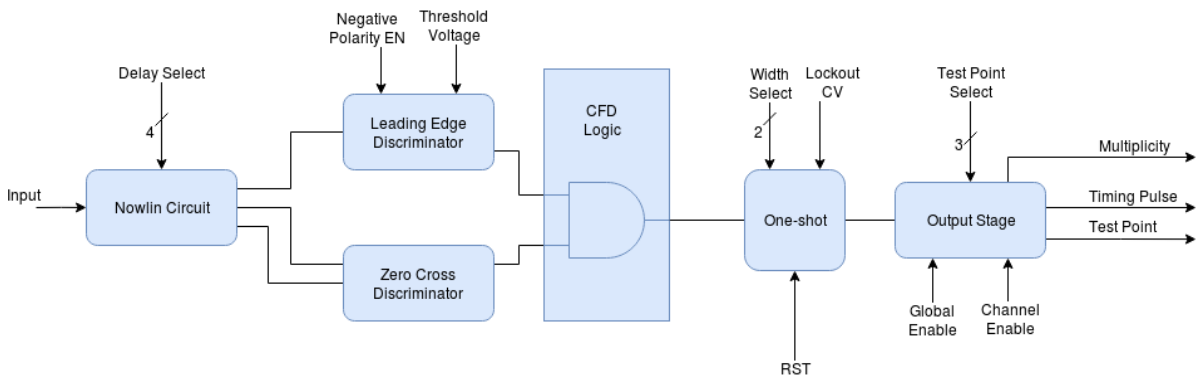 Negative
Polarity EN
Threshold
Voltage
Delay Select
4
Width
Select
2
Lockout
CV
Test Point
Select
3
Leading Edge
Discriminator
CFD
Logic
Multiplicity
Input
Nowlin Circuit
One-shot
Output Stage
Timing Pulse
Test Point
Zero Cross
Discriminator
Global
Enable
Channel
Enable
RST